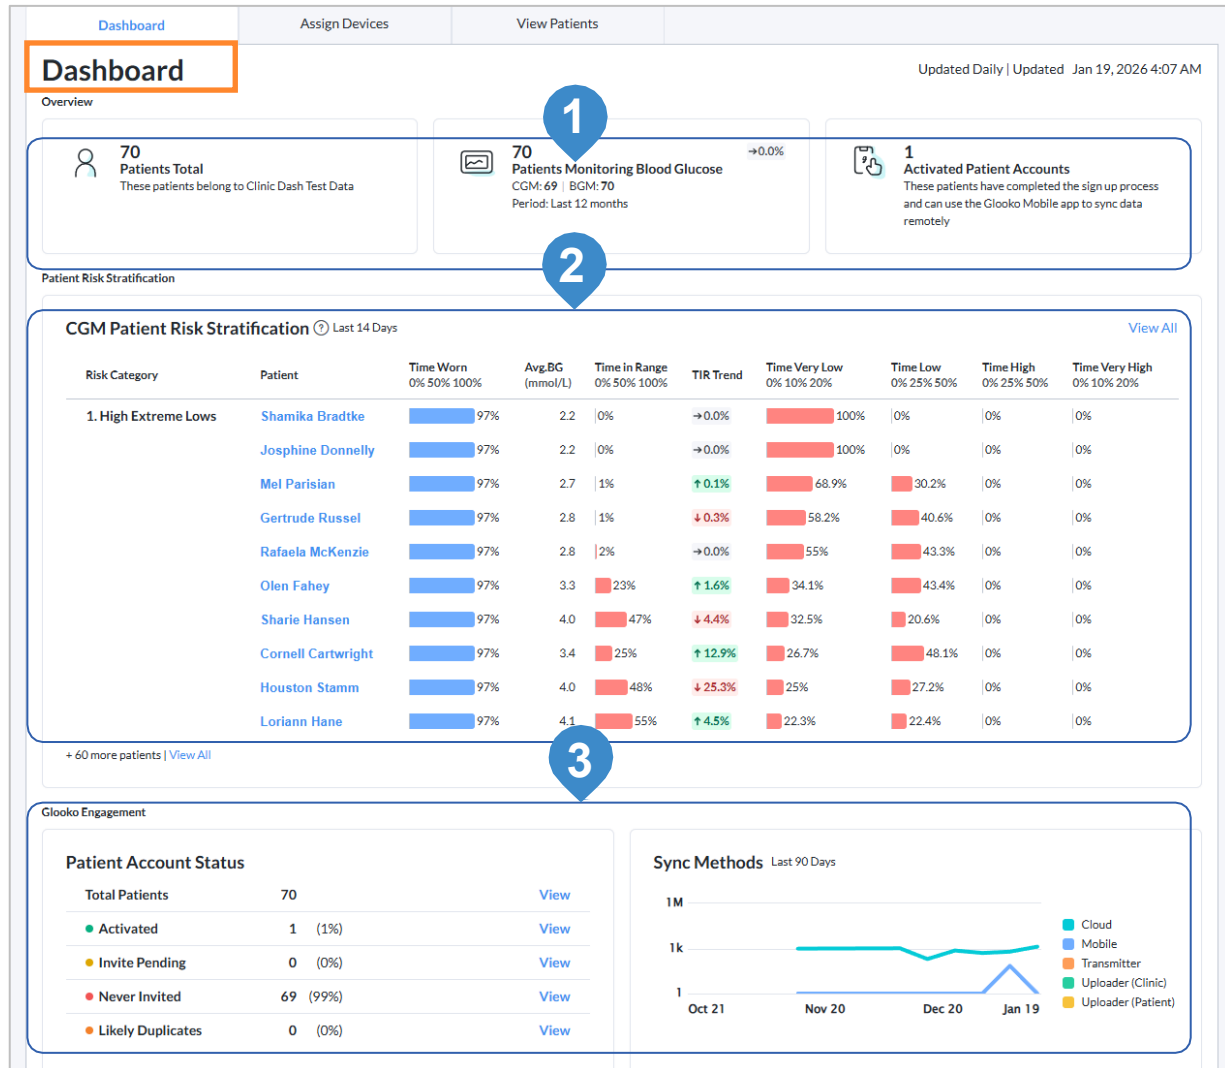 Dashboard
Assign Devices
View Patients
Dashboard
Updated Daily | Updated Jan 19, 2026 4:07 AM
Overview
1
70
Patients Total
These patients belong to Clinic Dash Test Data
70
→0.0%
Patients Monitoring Blood Glucose
CGM: 69 | BGM: 70
Period: Last 12 months
1
Activated Patient Accounts
These patients have completed the sign up process
and can use the Glooko Mobile app to sync data
remotely
2
Patient Risk Stratification
CGM Patient Risk Stratification ? Last 14 Days
View All
Risk Category
Patient
Time Worn
0% 50% 100%
Avg.BG
(mmol/L)
Time in Range
0% 50% 100%
TIR Trend
Time Very Low
0% 10% 20%
Time Low
0% 25% 50%
Time High
0% 25% 50%
Time Very High
0% 10% 20%
1. High Extreme Lows
Shamika Bradtke 97% 2.2 0% →0.0% 100% 0% 0% 0%
Josphine Donnelly 97% 2.2 0% →0.0% 100% 0% 0% 0%
Mel Parisian 97% 2.7 1% ↑0.1% 68.9% 30.2% 0% 0%
Gertrude Russel 97% 2.8 1% ↓0.3% 58.2% 40.6% 0% 0%
Rafaela McKenzie 97% 2.8 2% →0.0% 55% 43.3% 0% 0%
Olen Fahey 97% 3.3 23% ↑1.6% 34.1% 43.4% 0% 0%
Sharie Hansen 97% 4.0 47% ↓4.4% 32.5% 20.6% 0% 0%
Cornell Cartwright 97% 3.4 25% ↑12.9% 26.7% 48.1% 0% 0%
Houston Stamm 97% 4.0 48% ↓25.3% 25% 27.2% 0% 0%
Loriann Hane 97% 4.1 55% ↑4.5% 22.3% 22.4% 0% 0%
+ 60 more patients | View All
3
Glooko Engagement
Patient Account Status
Total Patients 70 View
Activated 1 (1%) View
Invite Pending 0 (0%) View
Never Invited 69 (99%) View
Likely Duplicates 0 (0%) View
Sync Methods Last 90 Days
1M
1k
1
Oct 21
Nov 20
Dec 20
Jan 19
Cloud
Mobile
Transmitter
Uploader (Clinic)
Uploader (Patient)